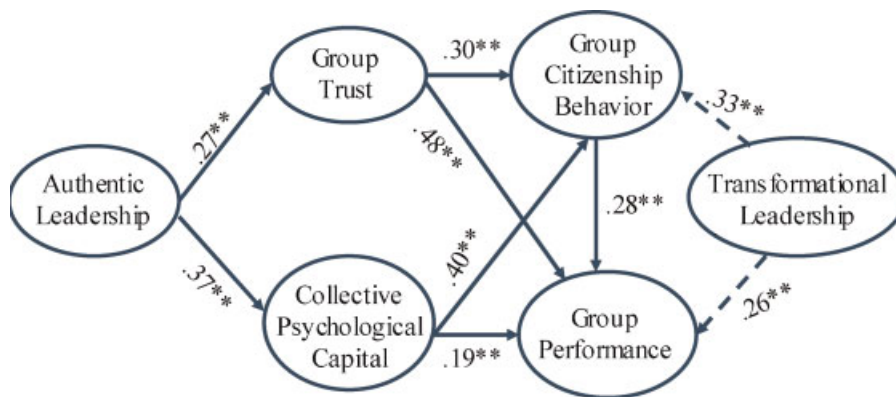 Group
Trust
.30**
Group
Citizenship
Behavior
.33**
.27**
.48**
Authentic
Leadership
Transformational
Leadership
.28**
.37**
.40**
.26**
Collective
Psychological
Capital
.19**
Group
Performance